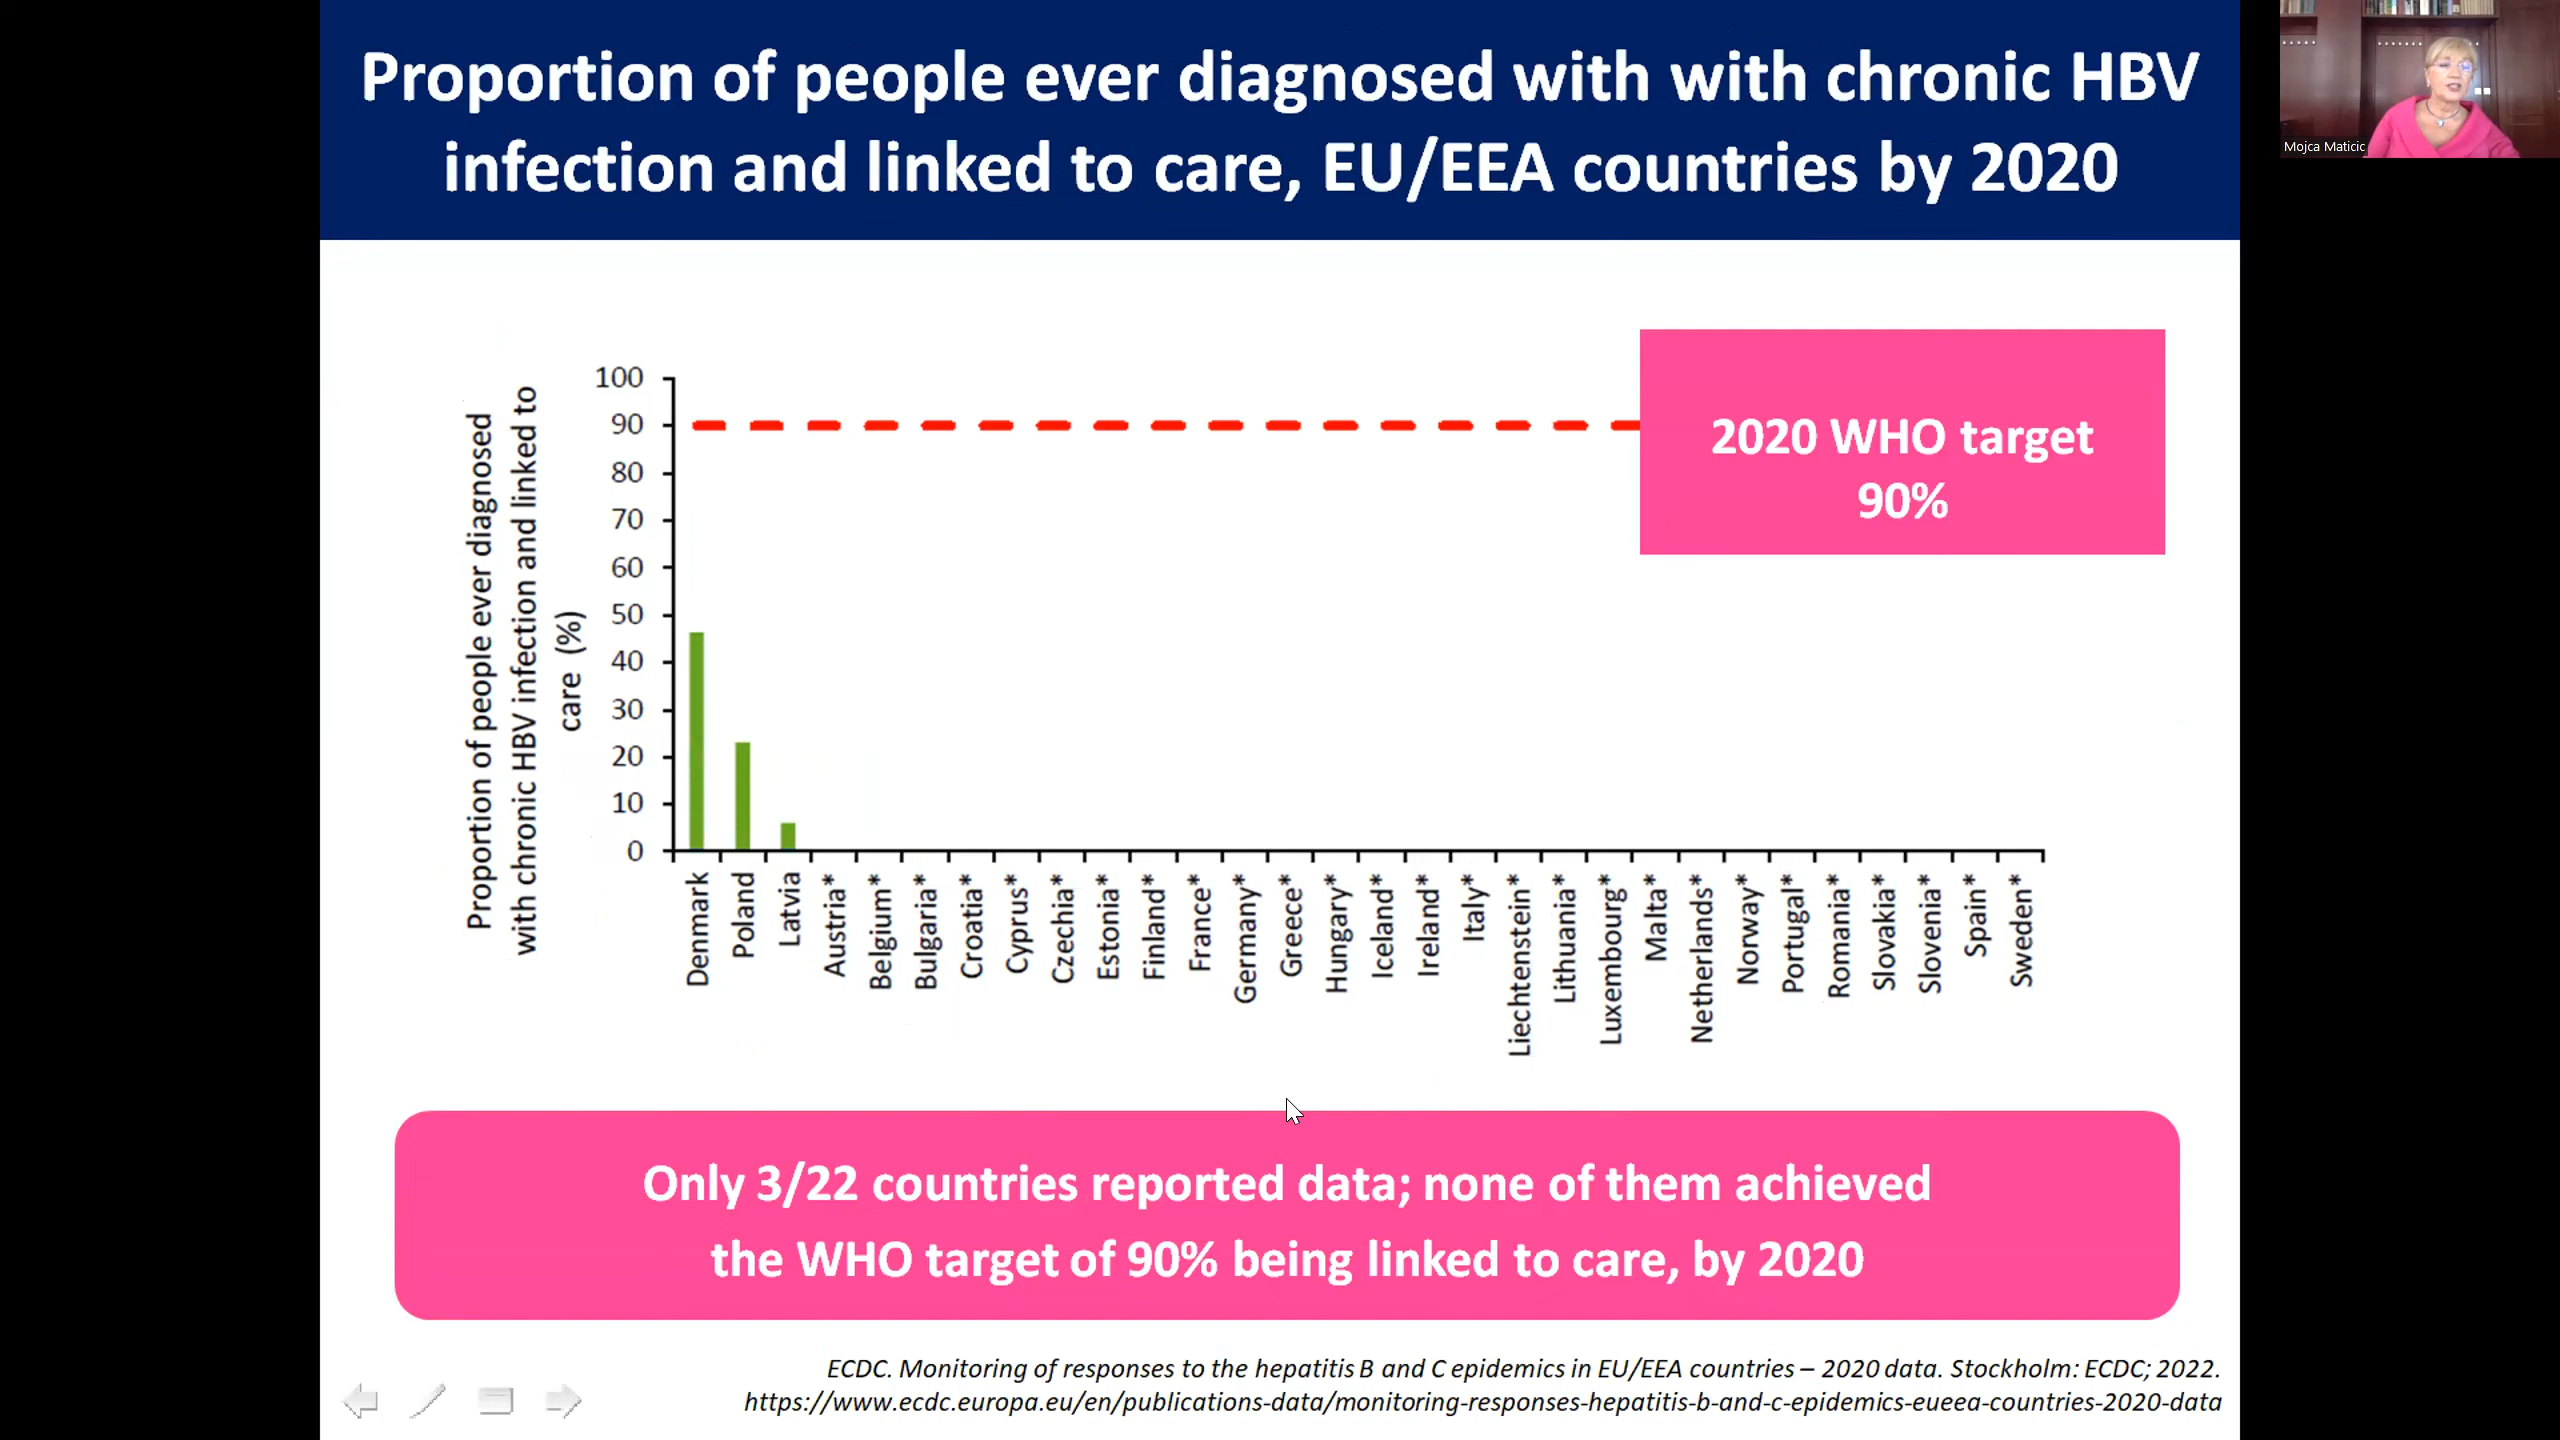 Proportion of people ever diagnosed with with chronic HBV
infection and linked to care, EU/EEA countries by 2020
Mojca Maticic
Proportion of people ever diagnosed
with chronic HBV infection and linked to
care (%)
100
90
80
70
60
50
40
30
20
10
0
2020 WHO target
90%
Denmark
Poland
Latvia
Austria*
Belgium*
Bulgaria*
Croatia*
Cyprus*
Czechia*
Estonia*
Finland*
France*
Germany*
Greece*
Hungary*
Iceland*
Ireland*
Italy*
Liechtenstein*
Lithuania*
Luxembourg*
Malta*
Netherlands*
Norway*
Portugal*
Romania*
Slovakia*
Slovenia*
Spain*
Sweden*
Only 3/22 countries reported data; none of them achieved
the WHO target of 90% being linked to care, by 2020
ECDC. Monitoring of responses to the hepatitis B and C epidemics in EU/EEA countries – 2020 data. Stockholm: ECDC; 2022.
https://www.ecdc.europa.eu/en/publications-data/monitoring-responses-hepatitis-b-and-c-epidemics-eueea-countries-2020-data